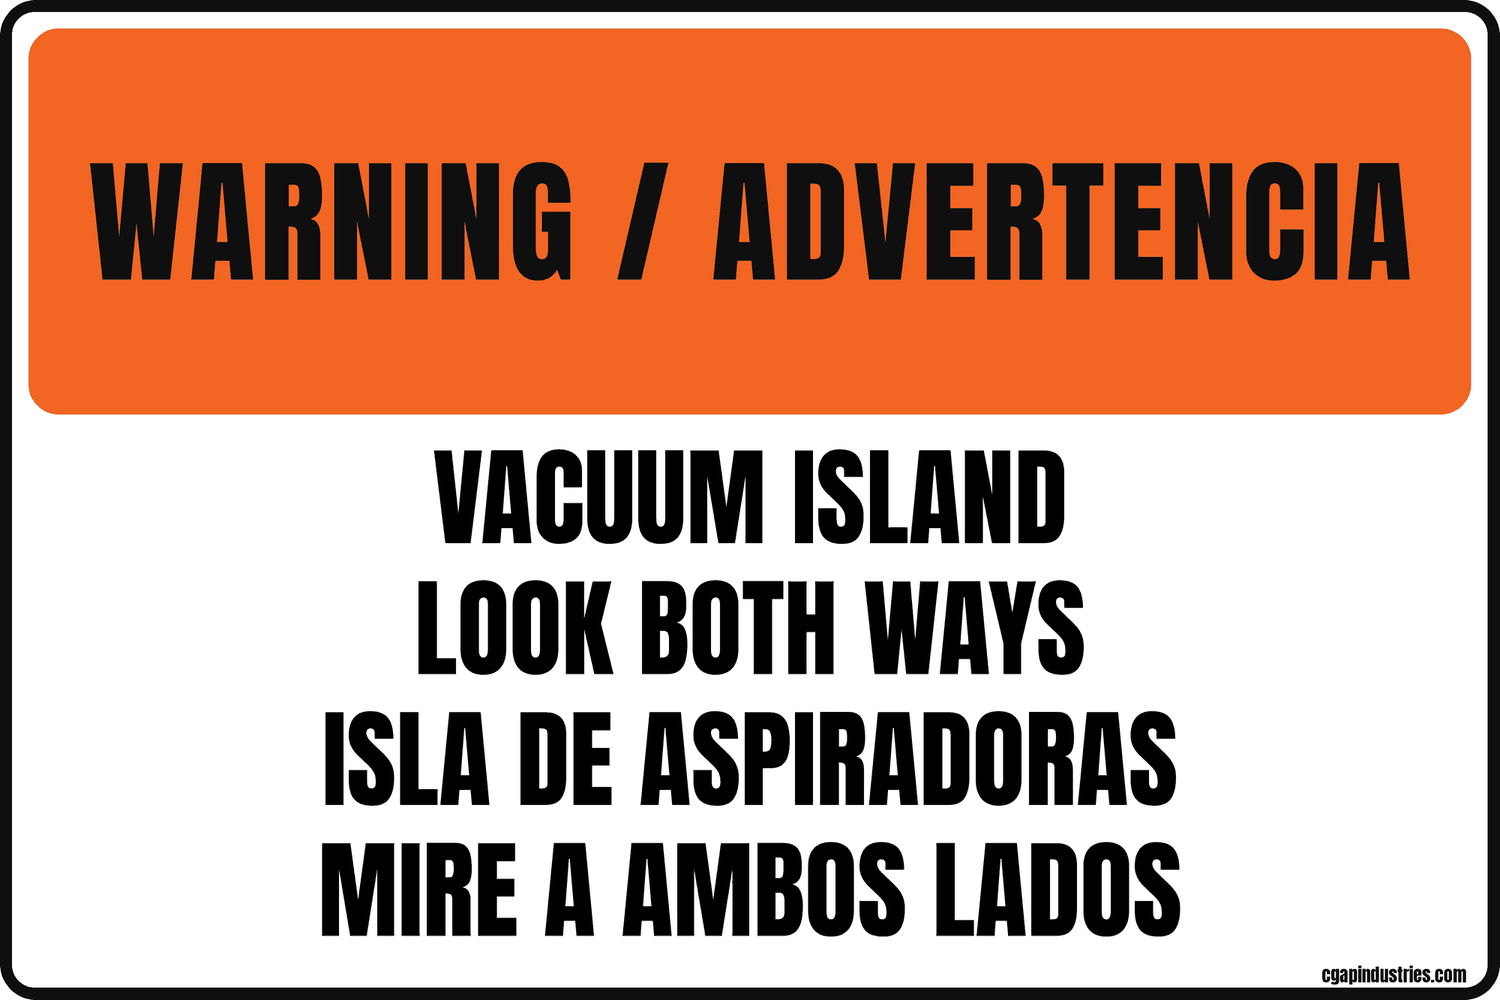 WARNING / ADVERTENCIA
VACUUM ISLAND
LOOK BOTH WAYS
ISLA DE ASPIRADORAS
MIRE A AMBOS LADOS
cgapindustries.com